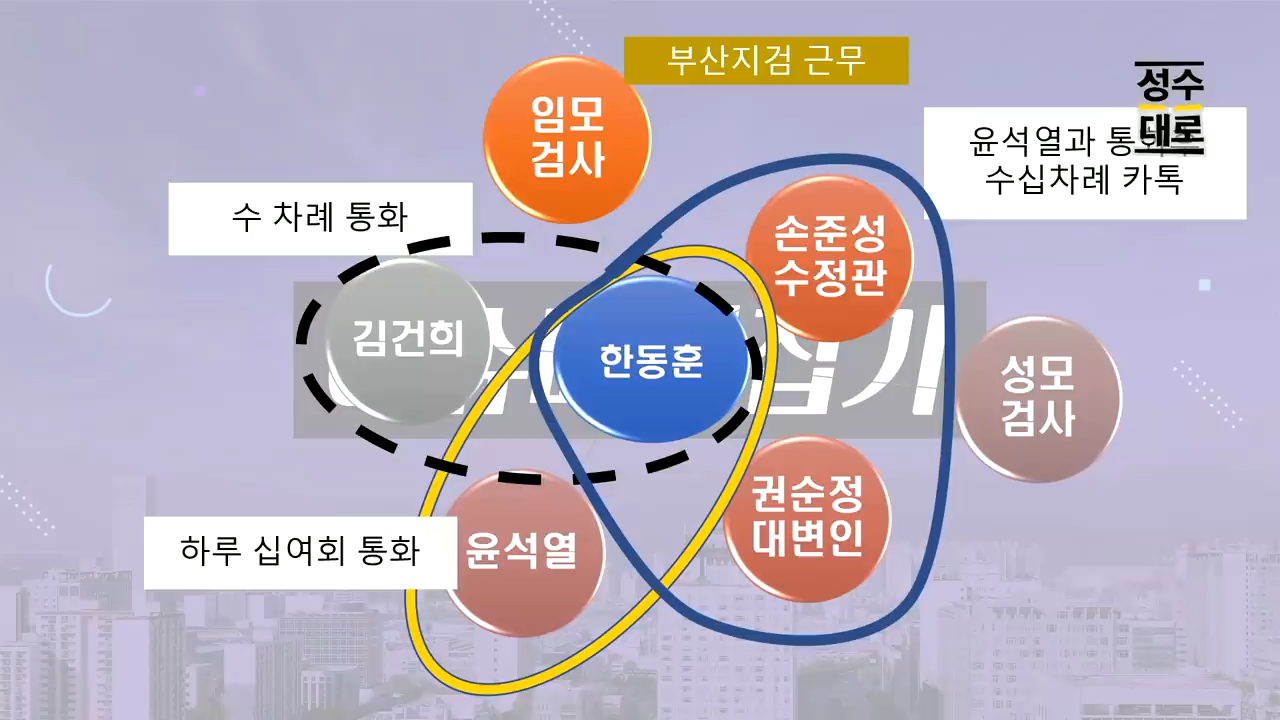 부산지검 근무
임모
검사
성수
대로
윤석열과
수십차례 카톡
수 차례 통화
손준성
수정관
김건희
한동훈
성모
검사
권순정
대변인
하루 십여회 통화
윤석열